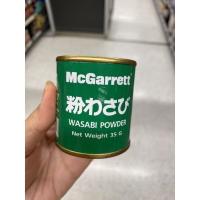 McGarrett
粉わさび
WASABI POWDER
Net Weight 35 G